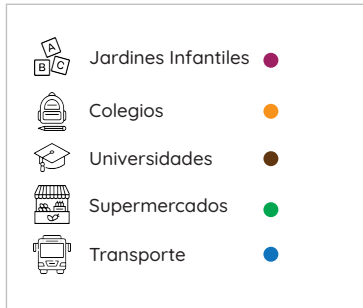 A
B C
Jardines Infantiles
Colegios
Universidades
Supermercados
Transporte